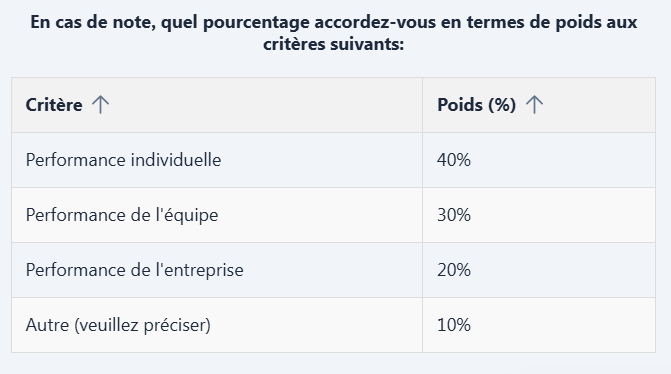 En cas de note, quel pourcentage accordez-vous en termes de poids aux
critères suivants:
Critère ↑ Poids (%) ↑
Performance individuelle 40%
Performance de l'équipe 30%
Performance de l'entreprise 20%
Autre (veuillez préciser) 10%